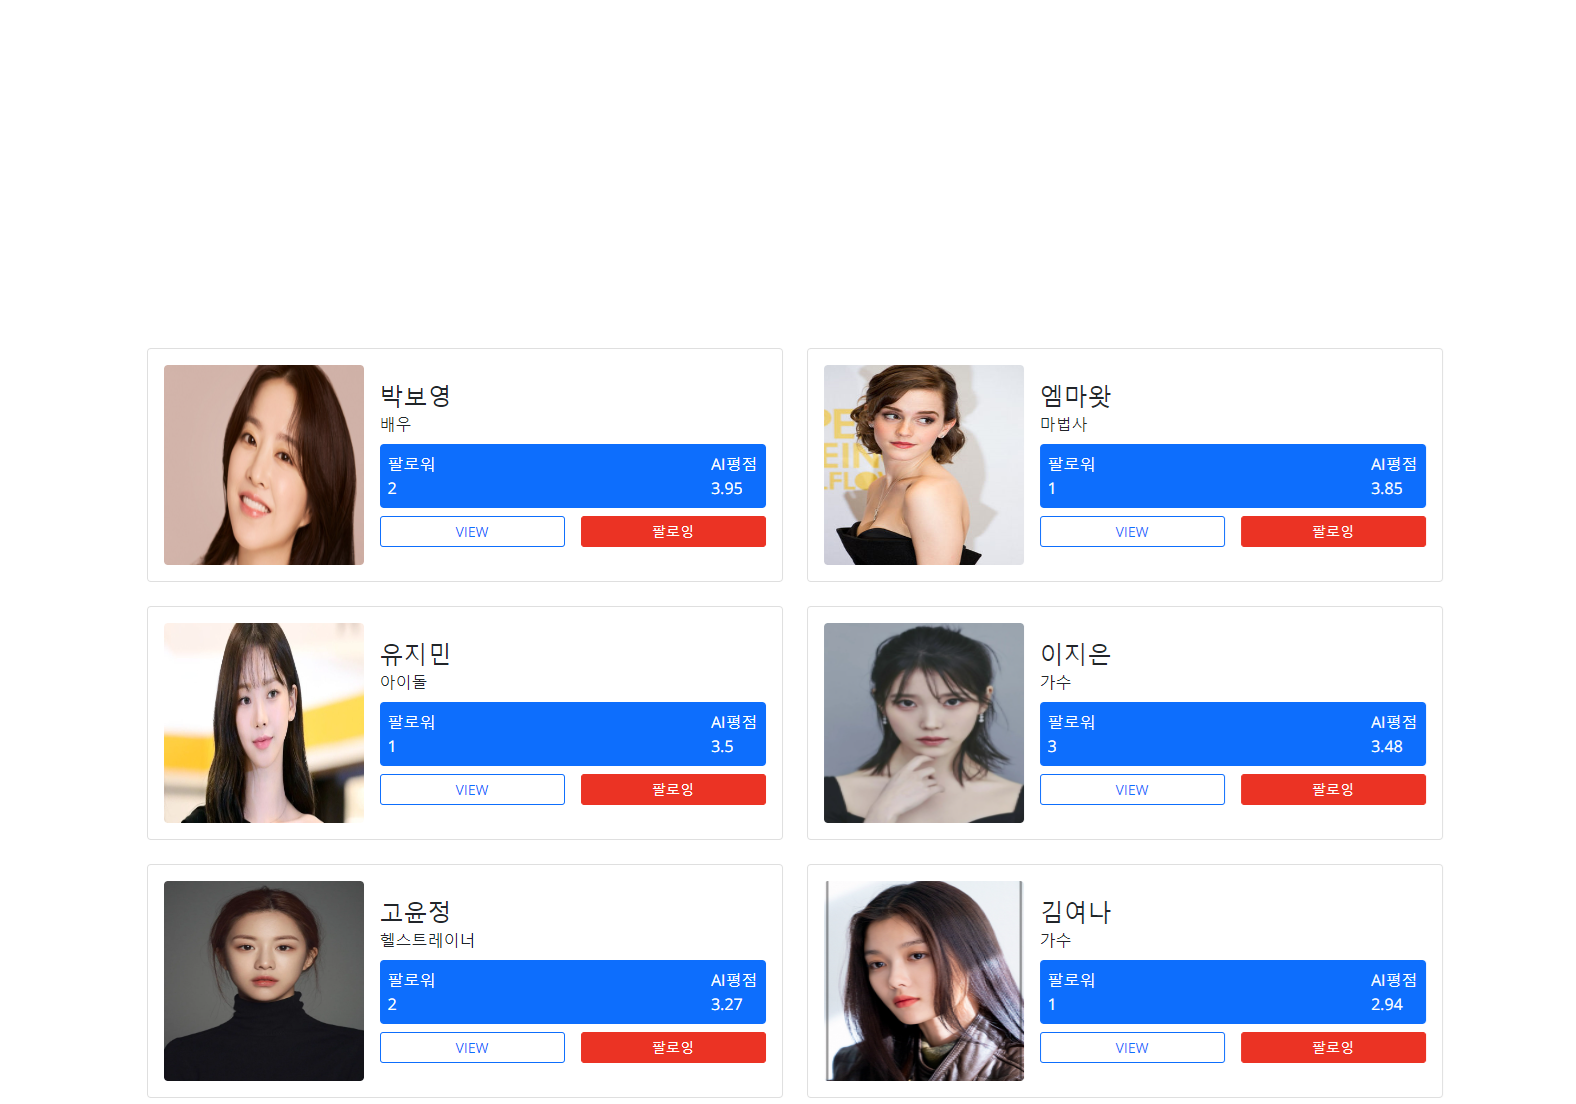 박보영
배우
팔로워 AI평점
2 3.95
VIEW 팔로잉
엠마왓
마법사
팔로워 AI평점
1 3.85
VIEW 팔로잉
유지민
아이돌
팔로워 AI평점
1 3.5
VIEW 팔로잉
이지은
가수
팔로워 AI평점
3 3.48
VIEW 팔로잉
고윤정
헬스트레이너
팔로워 AI평점
2 3.27
VIEW 팔로잉
김여나
가수
팔로워 AI평점
1 2.94
VIEW 팔로잉